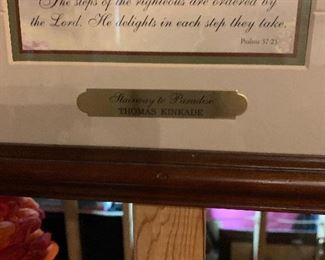 The steps of the righteous are ordered by
the Lord. He delights in each step they take.
Psalms 37:23
Stairway to Paradise
THOMAS KINKADE